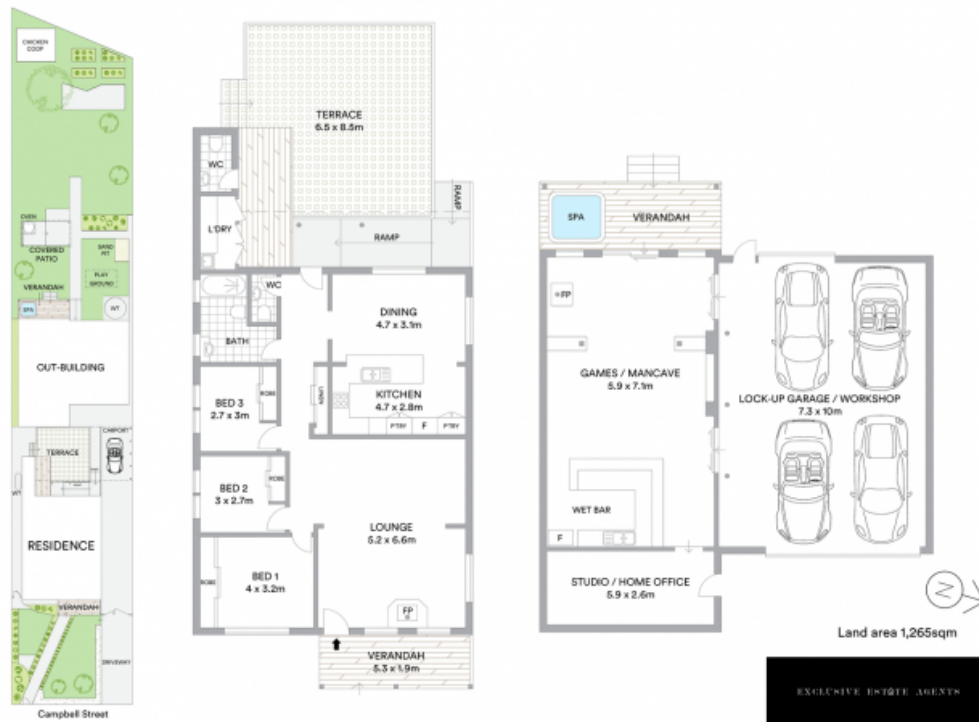 CHICKEN
COOP
OVEN
COVERED
PATIO
SAND
PIT
PLAY
GROUND
VERANDAH
SPA
WT
OUT-BUILDING
CARPORT
TERRACE
WT
RESIDENCE
VERANDAH
DRIVEWAY
Campbell Street
TERRACE
6.5 x 8.5m
WC
L'DRY
RAMP
RAMP
WC
BATH
DINING
4.7 x 3.1m
BED 3
2.7 x 3m
ROBE
LINEN
KITCHEN
4.7 x 2.8m
PTRY
F
PTRY
BED 2
3 x 2.7m
ROBE
LOUNGE
5.2 x 6.6m
ROBE
BED 1
4 x 3.2m
FP
VERANDAH
5.3 x 1.9m
SPA
VERANDAH
FP
GAMES / MANCAVE
5.9 x 7.1m
LOCK-UP GARAGE / WORKSHOP
7.3 x 10m
WET BAR
F
STUDIO / HOME OFFICE
5.9 x 2.6m
N
Land area 1,265sqm
EXCLUSIVE ESTATE AGENTS